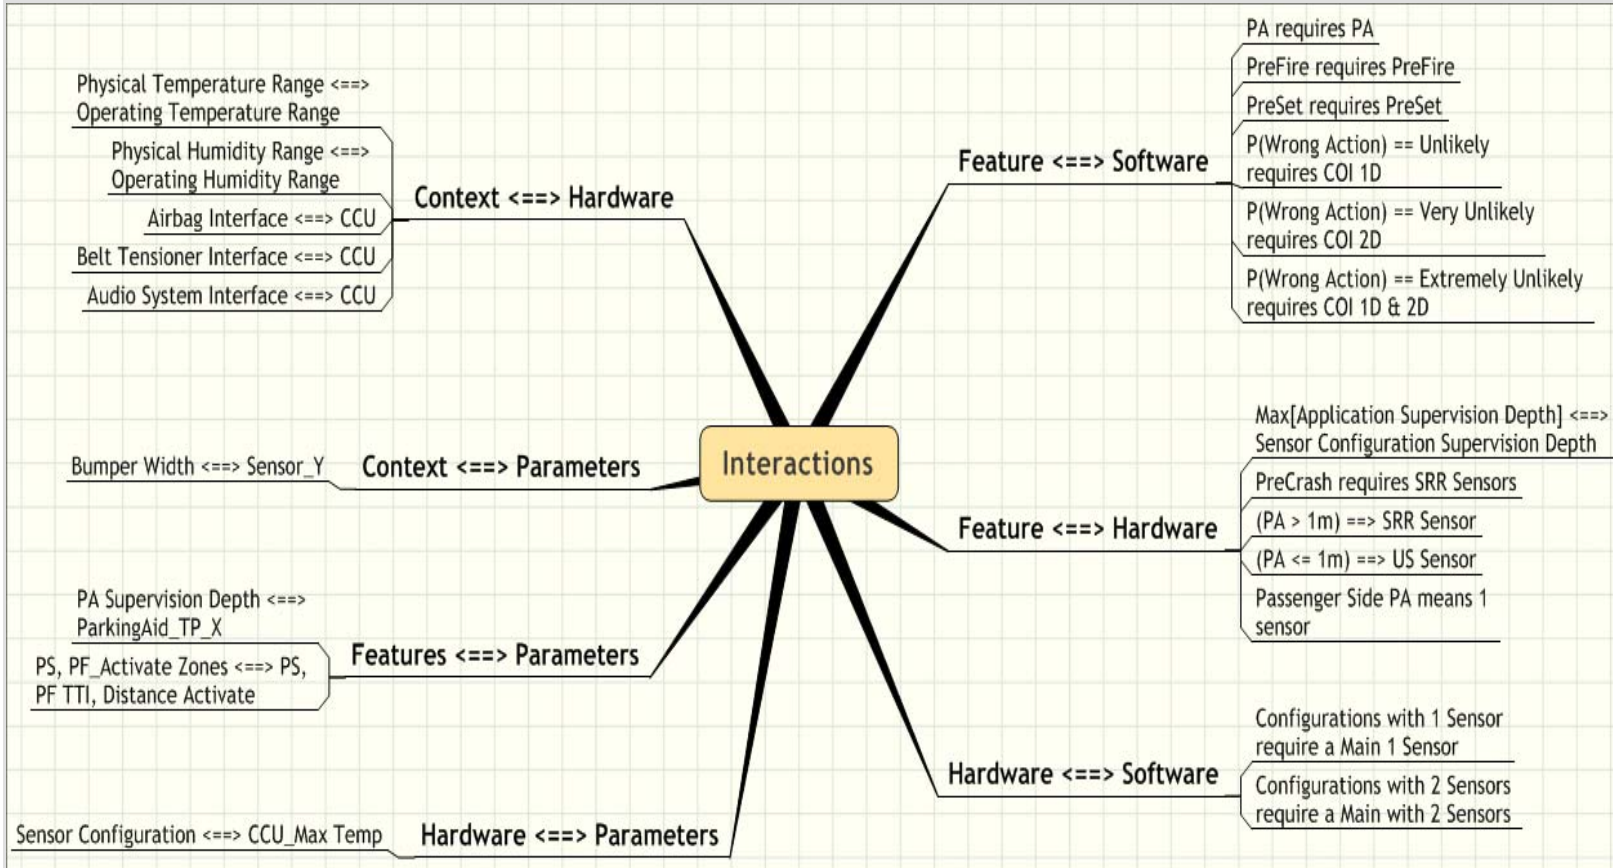 Interactions
Context <==> Hardware
Physical Temperature Range <==>
Operating Temperature Range
Physical Humidity Range <==>
Operating Humidity Range
Airbag Interface <==> CCU
Belt Tensioner Interface <==> CCU
Audio System Interface <==> CCU
Context <==> Parameters
Bumper Width <==> Sensor_Y
Features <==> Parameters
PA Supervision Depth <==>
ParkingAid_TP_X
PS, PF_Activate Zones <==> PS,
PF TTI, Distance Activate
Hardware <==> Parameters
Sensor Configuration <==> CCU_Max Temp
Feature <==> Software
PA requires PA
PreFire requires PreFire
PreSet requires PreSet
P(Wrong Action) == Unlikely
requires COI 1D
P(Wrong Action) == Very Unlikely
requires COI 2D
P(Wrong Action) == Extremely Unlikely
requires COI 1D & 2D
Feature <==> Hardware
Max[Application Supervision Depth] <==>
Sensor Configuration Supervision Depth
PreCrash requires SRR Sensors
(PA > 1m) ==> SRR Sensor
(PA <= 1m) ==> US Sensor
Passenger Side PA means 1
sensor
Hardware <==> Software
Configurations with 1 Sensor
require a Main 1 Sensor
Configurations with 2 Sensors
require a Main with 2 Sensors